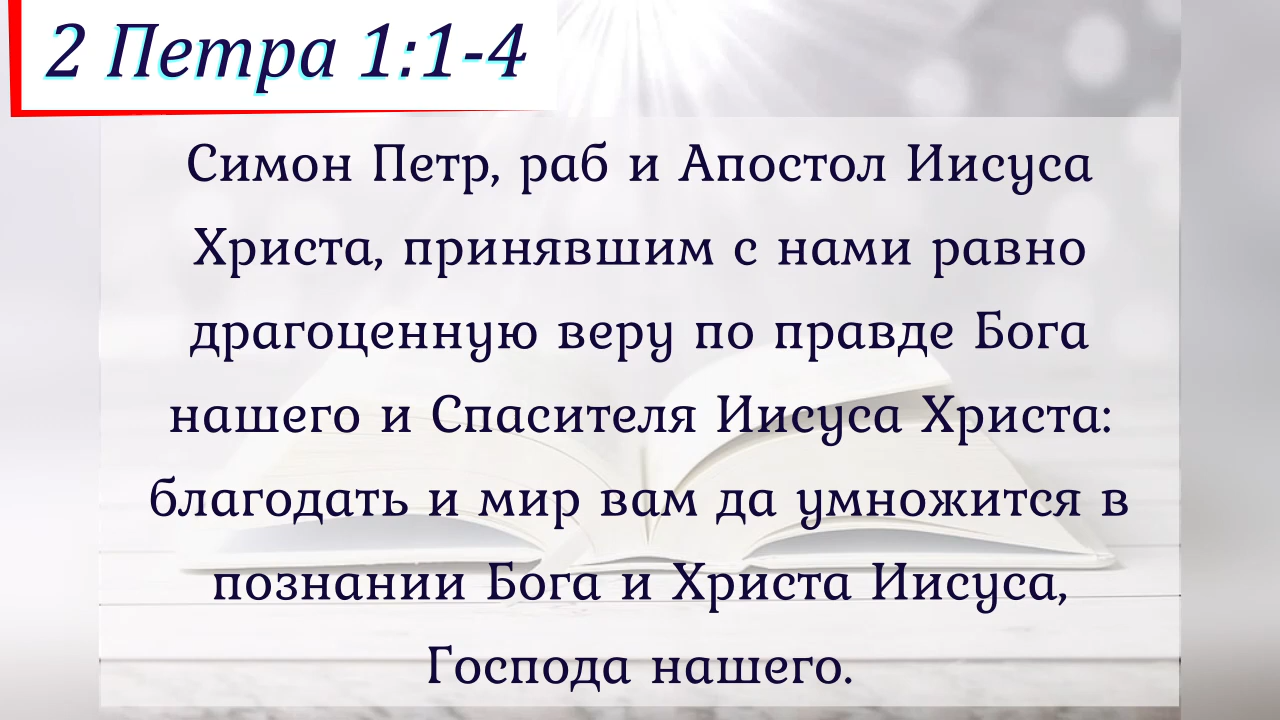 2 Петра 1:1-4
Симон Петр, раб и Апостол Иисуса
Христа, принявшим с нами равно
драгоценную веру по правде Бога
нашего и Спасителя Иисуса Христа:
благодать и мир вам да умножится в
познании Бога и Христа Иисуса,
Господа нашего.